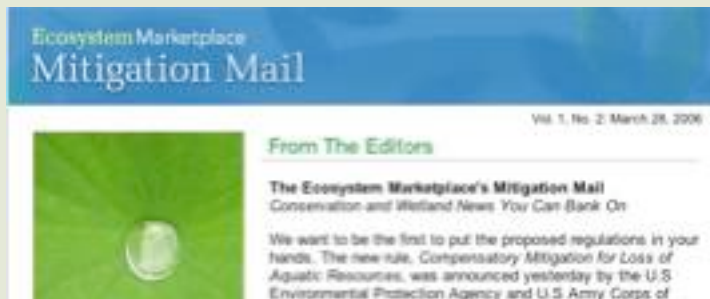 Ecosystem Marketplace
Mitigation Mail
Vol. 1, No. 2: March 28, 2006
From The Editors
The Ecosystem Marketplace's Mitigation Mail
Conservation and Wetland News You Can Bank On
We want to be the first to put the proposed regulations in your
hands. The new rule, Compensatory Mitigation for Loss of
Aquatic Resources, was announced yesterday by the U.S
Environmental Protection Agency and U.S Army Corps of